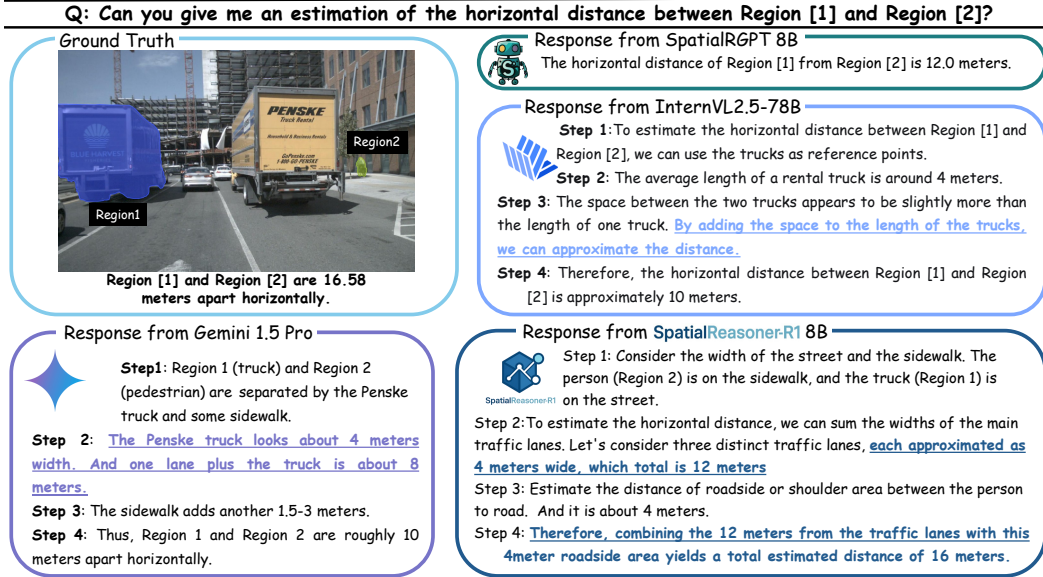 Q: Can you give me an estimation of the horizontal distance between Region [1] and Region [2]?
Ground Truth
BLUE HARVEST
PENSKE
Truck Rental
Household & Business Rentals
GoPenske.com
1-800-GO-PENSKE
Region2
Region1
Region [1] and Region [2] are 16.58
meters apart horizontally.
Response from SpatialRGPT 8B
S
The horizontal distance of Region [1] from Region [2] is 12.0 meters.
Response from InternVL2.5-78B
Step 1:To estimate the horizontal distance between Region [1] and
Region [2], we can use the trucks as reference points.
Step 2: The average length of a rental truck is around 4 meters.
Step 3: The space between the two trucks appears to be slightly more than
the length of one truck. By adding the space to the length of the trucks,
we can approximate the distance.
Step 4: Therefore, the horizontal distance between Region [1] and Region
[2] is approximately 10 meters.
Response from Gemini 1.5 Pro
Step1: Region 1 (truck) and Region 2
(pedestrian) are separated by the Penske
truck and some sidewalk.
Step 2: The Penske truck looks about 4 meters
width. And one lane plus the truck is about 8
meters.
Step 3: The sidewalk adds another 1.5-3 meters.
Step 4: Thus, Region 1 and Region 2 are roughly 10
meters apart horizontally.
Response from SpatialReasoner-R1 8B
SpatialReasoner-R1
Step 1: Consider the width of the street and the sidewalk. The
person (Region 2) is on the sidewalk, and the truck (Region 1) is
on the street.
Step 2:To estimate the horizontal distance, we can sum the widths of the main
traffic lanes. Let's consider three distinct traffic lanes, each approximated as
4 meters wide, which total is 12 meters
Step 3: Estimate the distance of roadside or shoulder area between the person
to road. And it is about 4 meters.
Step 4: Therefore, combining the 12 meters from the traffic lanes with this
4meter roadside area yields a total estimated distance of 16 meters.